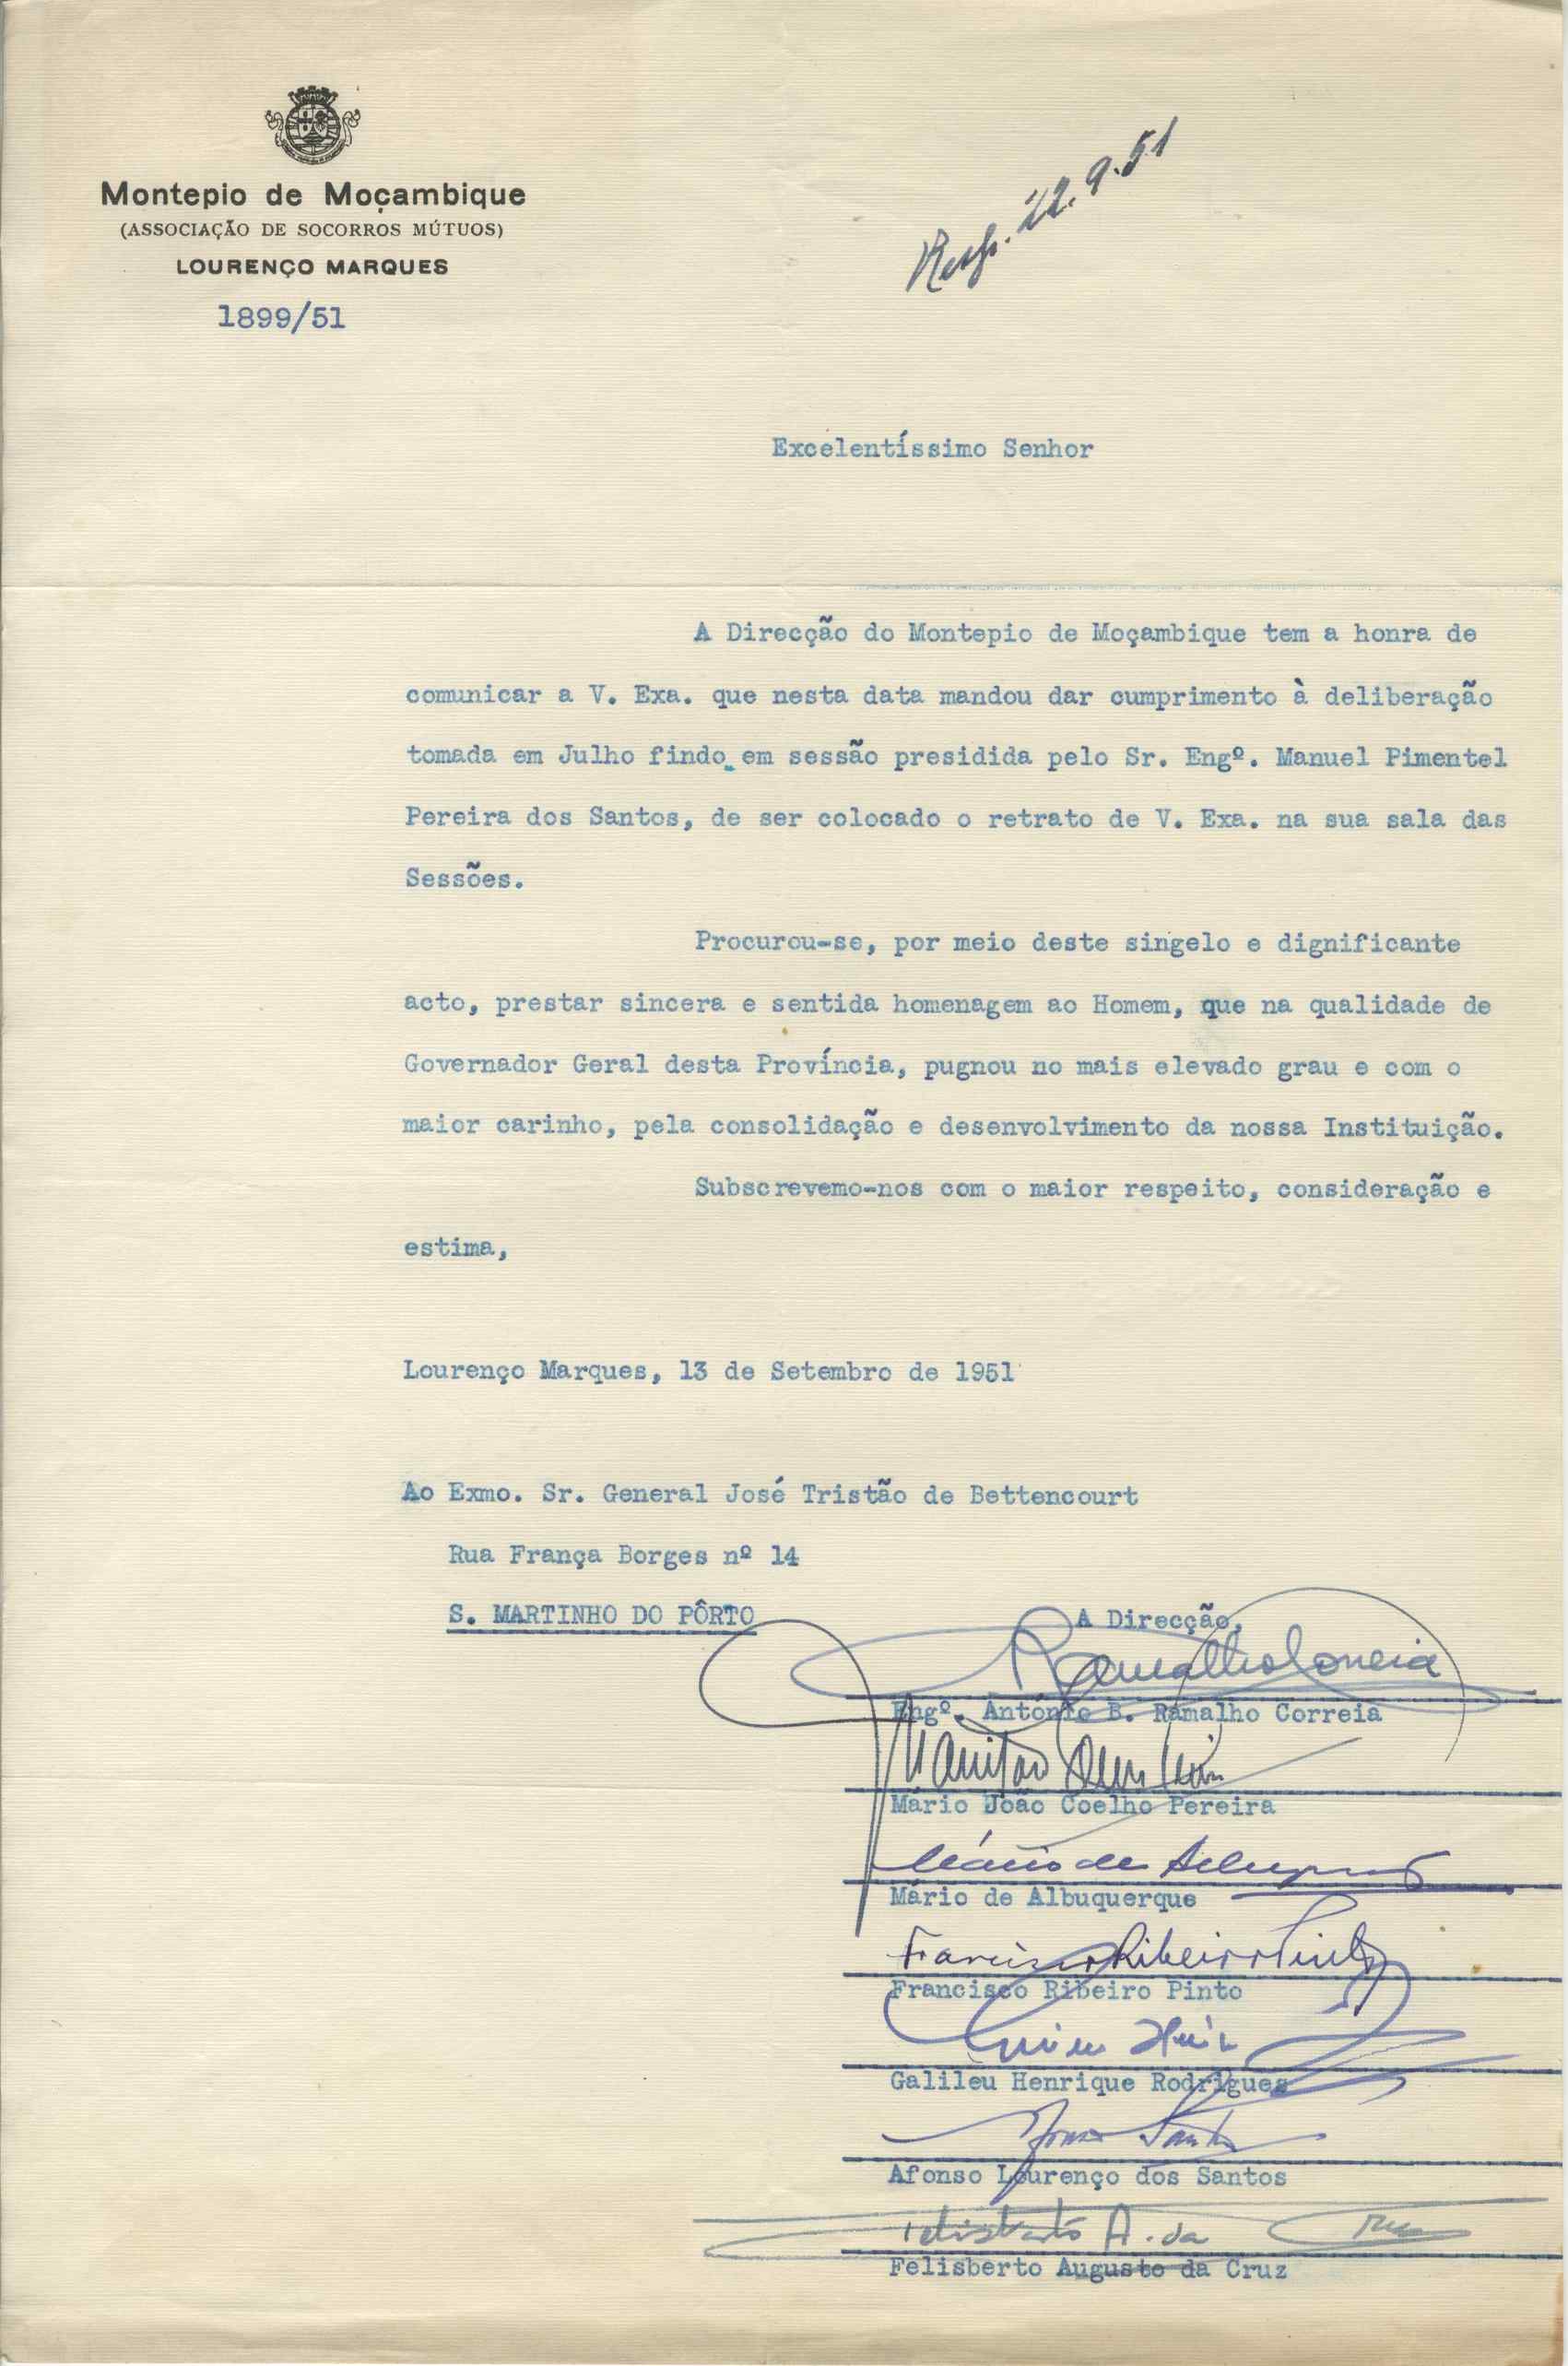 Montepio de Moçambique
(ASSOCIAÇÃO DE SOCORROS MÚTUOS)
LOURENÇO MARQUES
1899/51
Resp. 22.9.51
Excelentíssimo Senhor
A Direcção do Montepio de Moçambique tem a honra de
comunicar a V. Exa. que nesta data mandou dar cumprimento à deliberação
tomada em Julho findo em sessão presidida pelo Sr. Engº. Manuel Pimentel
Pereira dos Santos, de ser colocado o retrato de V. Exa. na sua sala das
Sessões.
Procurou-se, por meio deste singelo e dignificante
acto, prestar sincera e sentida homenagem ao Homem, que na qualidade de
Governador Geral desta Província, pugnou no mais elevado grau e com o
maior carinho, pela consolidação e desenvolvimento da nossa Instituição.
Subscrevemo-nos com o maior respeito, consideração e
estima,
Lourenço Marques, 13 de Setembro de 1951
Ao Exmo. Sr. General José Tristão de Bettencourt
Rua França Borges nº 14
S. MARTINHO DO PÔRTO
A Direcção,
Ramalho Correia
Engº. António B. Ramalho Correia
Mário João Coelho Pereira
Mário de Albuquerque
Mário de Albuquerque
Francisco Ribeiro Pinto
Francisco Ribeiro Pinto
Galileu Henrique Rodrigues
Afonso Lourenço dos Santos
Felisberto A. da Cruz
Felisberto Augusto da Cruz